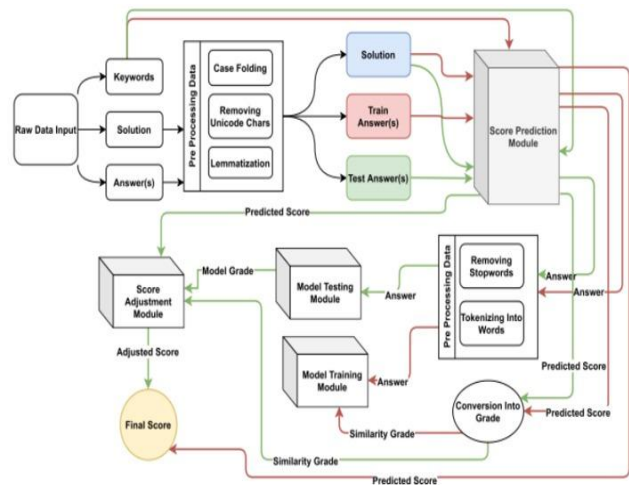 Keywords
Raw Data Input
Solution
Answer(s)
Pre Processing Data
Case Folding
Removing
Unicode Chars
Lemmatization
Solution
Train
Answer(s)
Test Answer(s)
Score Prediction
Module
Predicted Score
Score
Adjustment
Module
Model Grade
Model Testing
Module
Answer
Pre Processing Data
Removing
Stopwords
Tokenizing Into
Words
Answer
Answer
Model Training
Module
Answer
Adjusted Score
Final Score
Similarity Grade
Similarity Grade
Conversion Into
Grade
Predicted Score
Predicted Score
Predicted Score